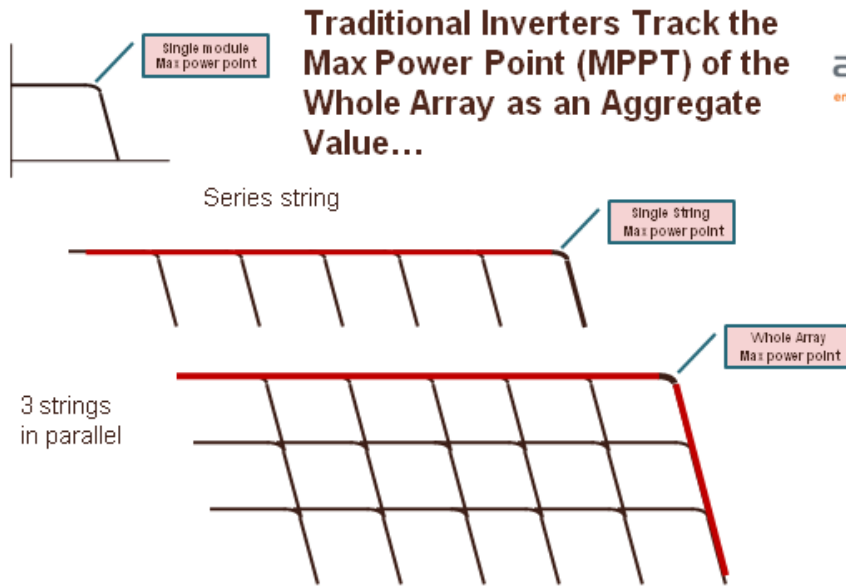 Traditional Inverters Track the
Max Power Point (MPPT) of the
Whole Array as an Aggregate
Value…
Single module
Max power point
Series string
Single String
Max power point
Whole Array
Max power point
3 strings
in parallel